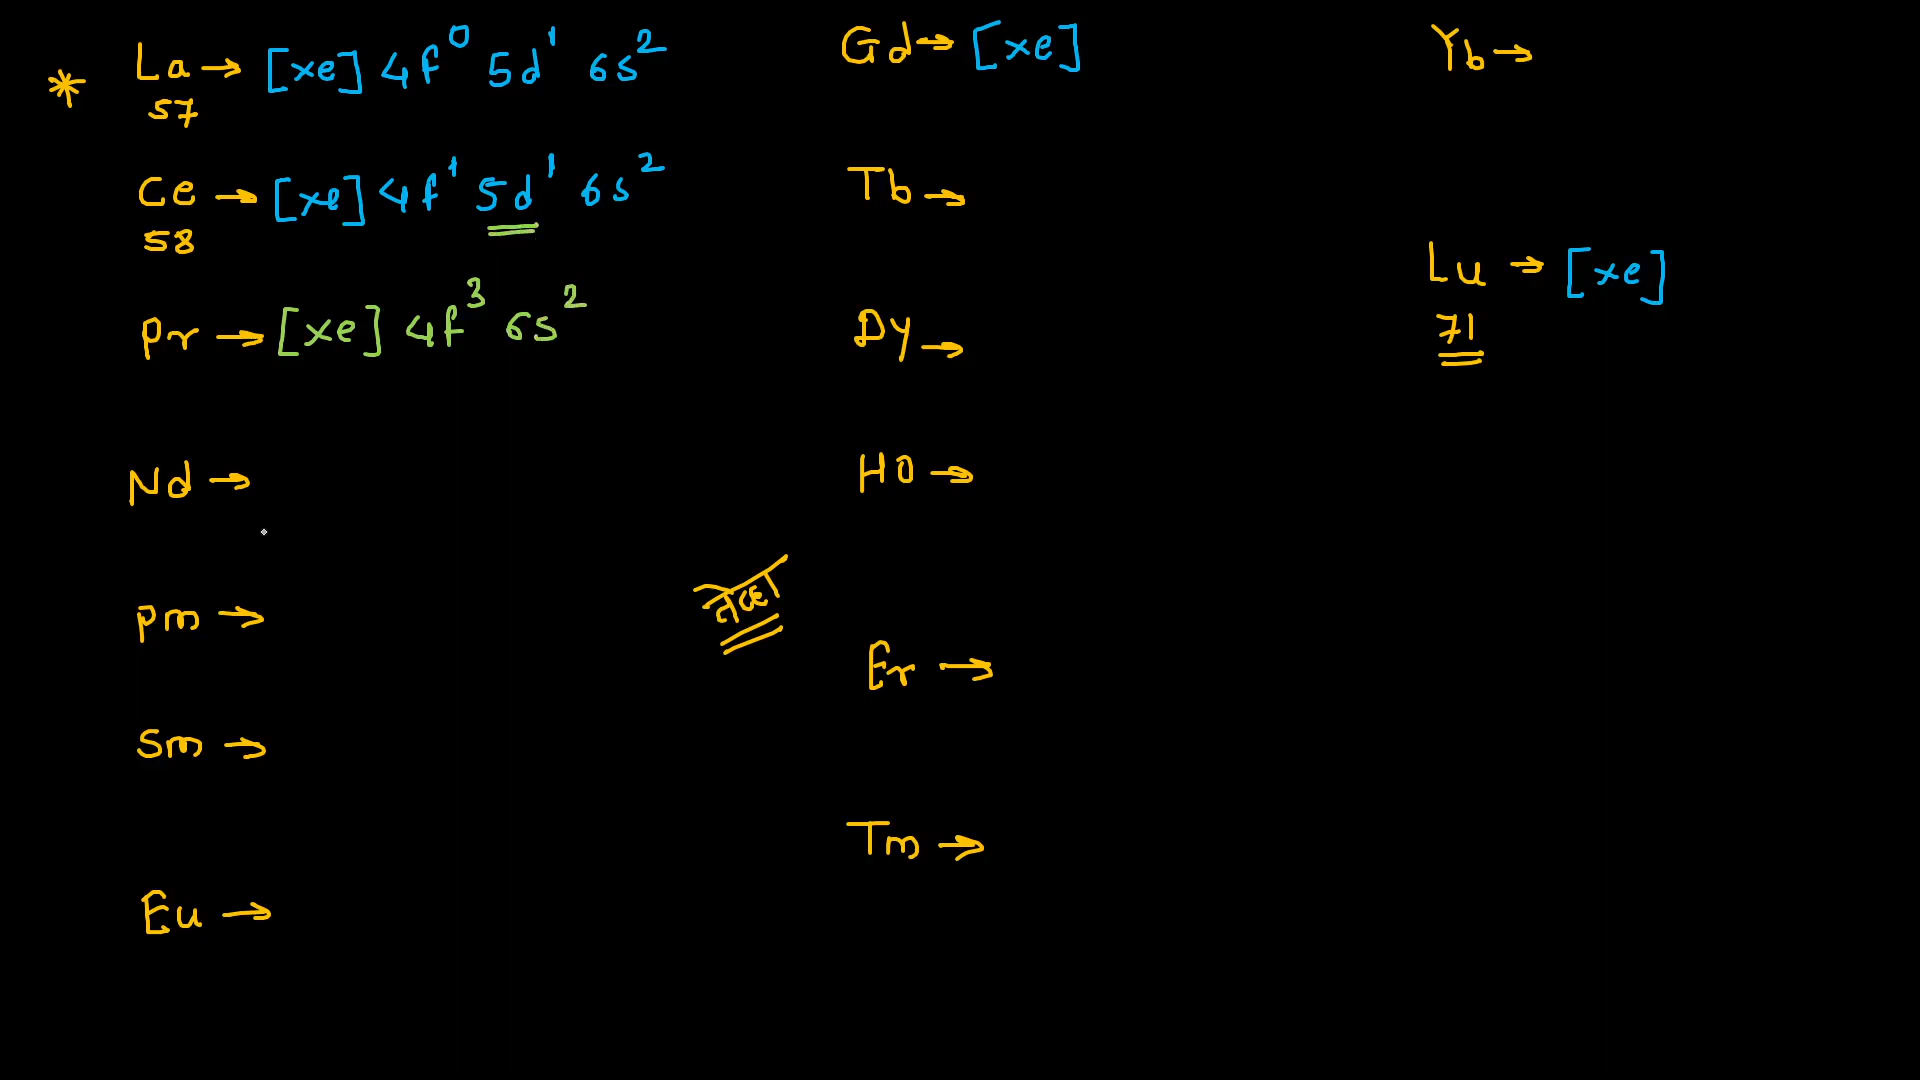 * La → [xe] 4f⁰ 5d¹ 6s²
57
Ce → [xe] 4f¹ 5d¹ 6s²
58
Pr → [xe] 4f³ 6s²
Nd →
Pm →
Sm →
Eu →
Gd → [xe]
Tb →
Dy →
Ho →
Er →
Tm →
Yb →
Lu → [xe]
71